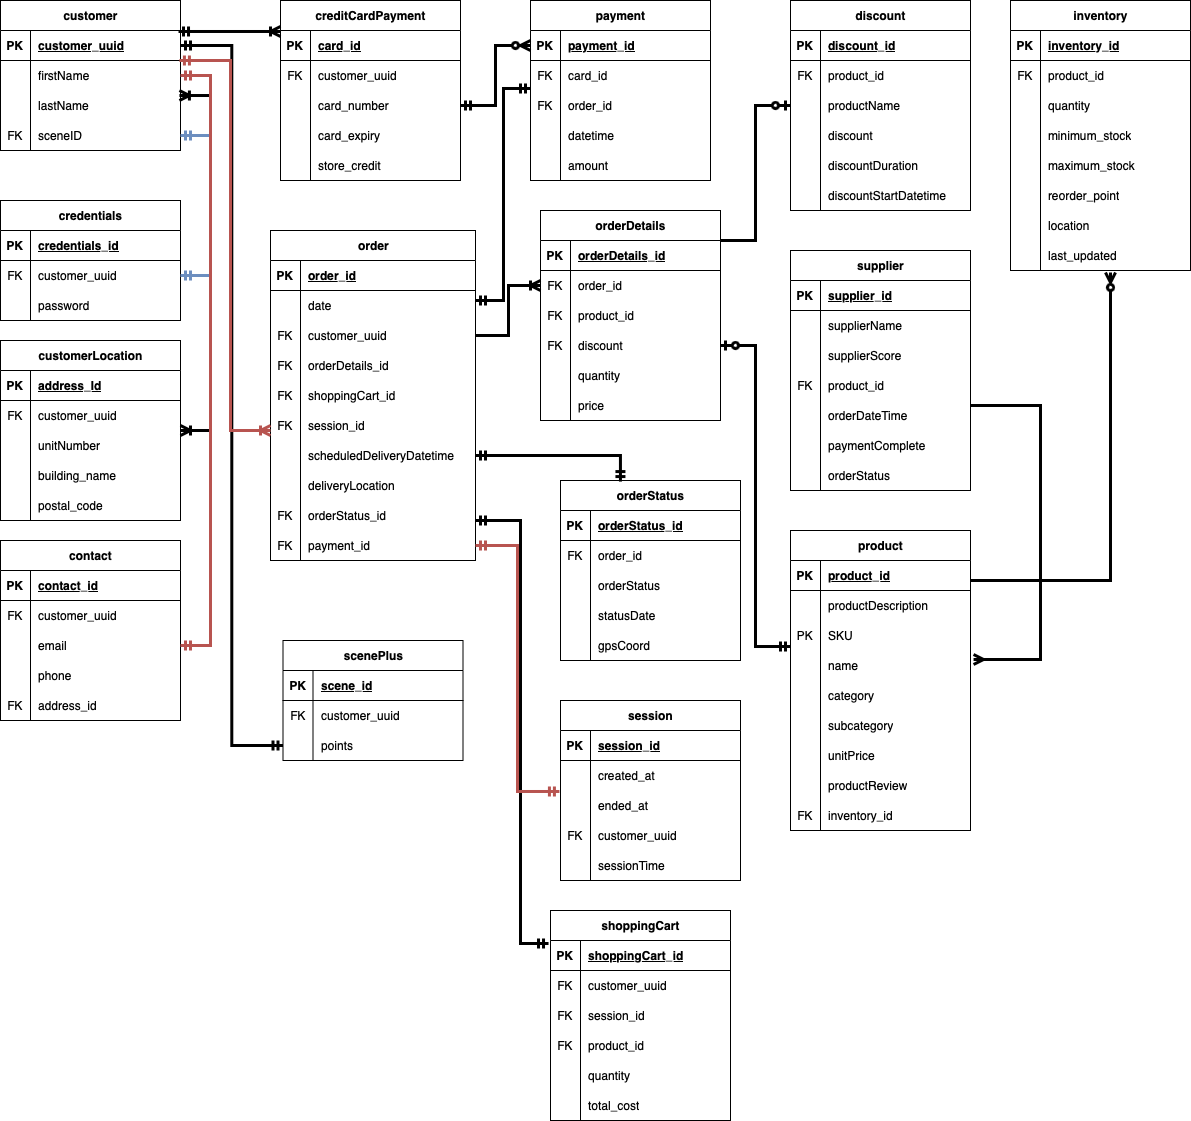 customer
PK customer_uuid
firstName
lastName
FK sceneID
creditCardPayment
PK card_id
FK customer_uuid
card_number
card_expiry
store_credit
payment
PK payment_id
FK card_id
FK order_id
datetime
amount
discount
PK discount_id
FK product_id
productName
discount
discountDuration
discountStartDatetime
inventory
PK inventory_id
FK product_id
quantity
minimum_stock
maximum_stock
reorder_point
location
last_updated
credentials
PK credentials_id
FK customer_uuid
password
order
PK order_id
date
FK customer_uuid
FK orderDetails_id
FK shoppingCart_id
FK session_id
scheduledDeliveryDatetime
deliveryLocation
FK orderStatus_id
FK payment_id
orderDetails
PK orderDetails_id
FK order_id
FK product_id
FK discount
quantity
price
supplier
PK supplier_id
supplierName
supplierScore
FK product_id
orderDateTime
paymentComplete
orderStatus
customerLocation
PK address_id
FK customer_uuid
unitNumber
building_name
postal_code
orderStatus
PK orderStatus_id
FK order_id
orderStatus
statusDate
gpsCoord
product
PK product_id
productDescription
PK SKU
name
category
subcategory
unitPrice
productReview
FK inventory_id
contact
PK contact_id
FK customer_uuid
email
phone
FK address_id
scenePlus
PK scene_id
FK customer_uuid
points
session
PK session_id
created_at
ended_at
FK customer_uuid
sessionTime
shoppingCart
PK shoppingCart_id
FK customer_uuid
FK session_id
FK product_id
quantity
total_cost